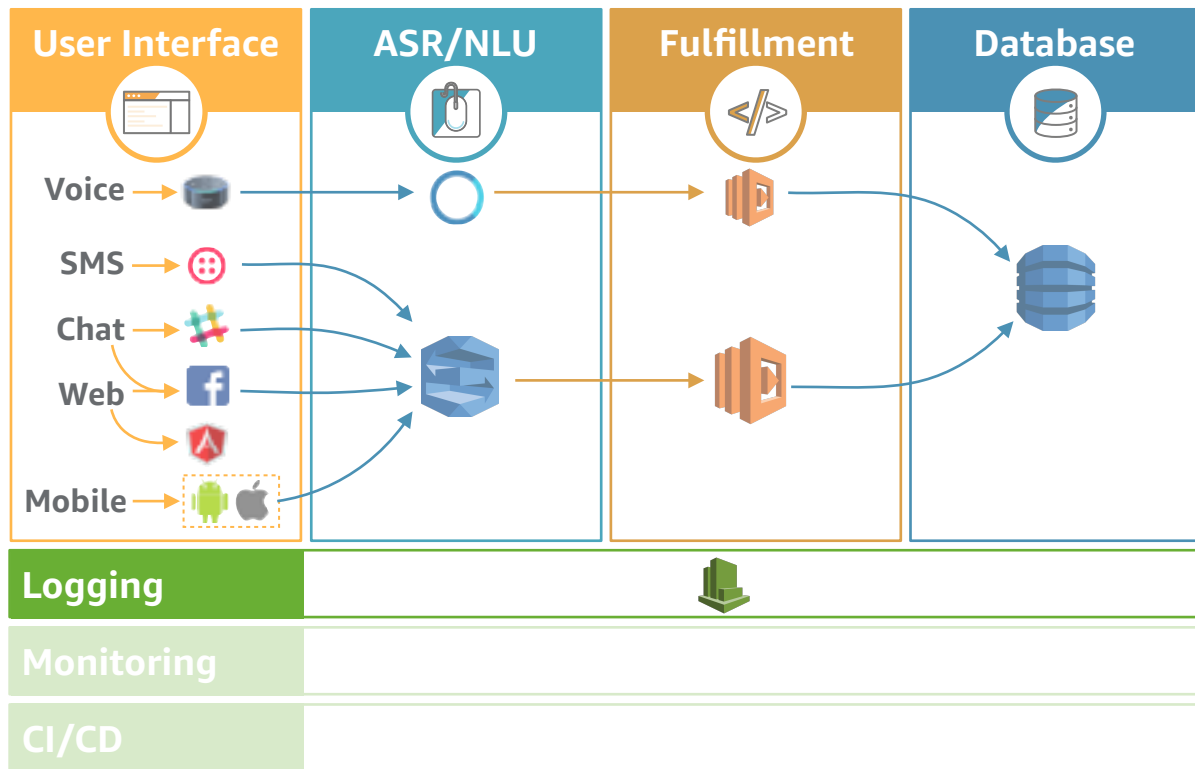 User Interface
ASR/NLU
Fulfillment
Database
Voice
SMS
Chat
Web
Mobile
Logging
Monitoring
CI/CD